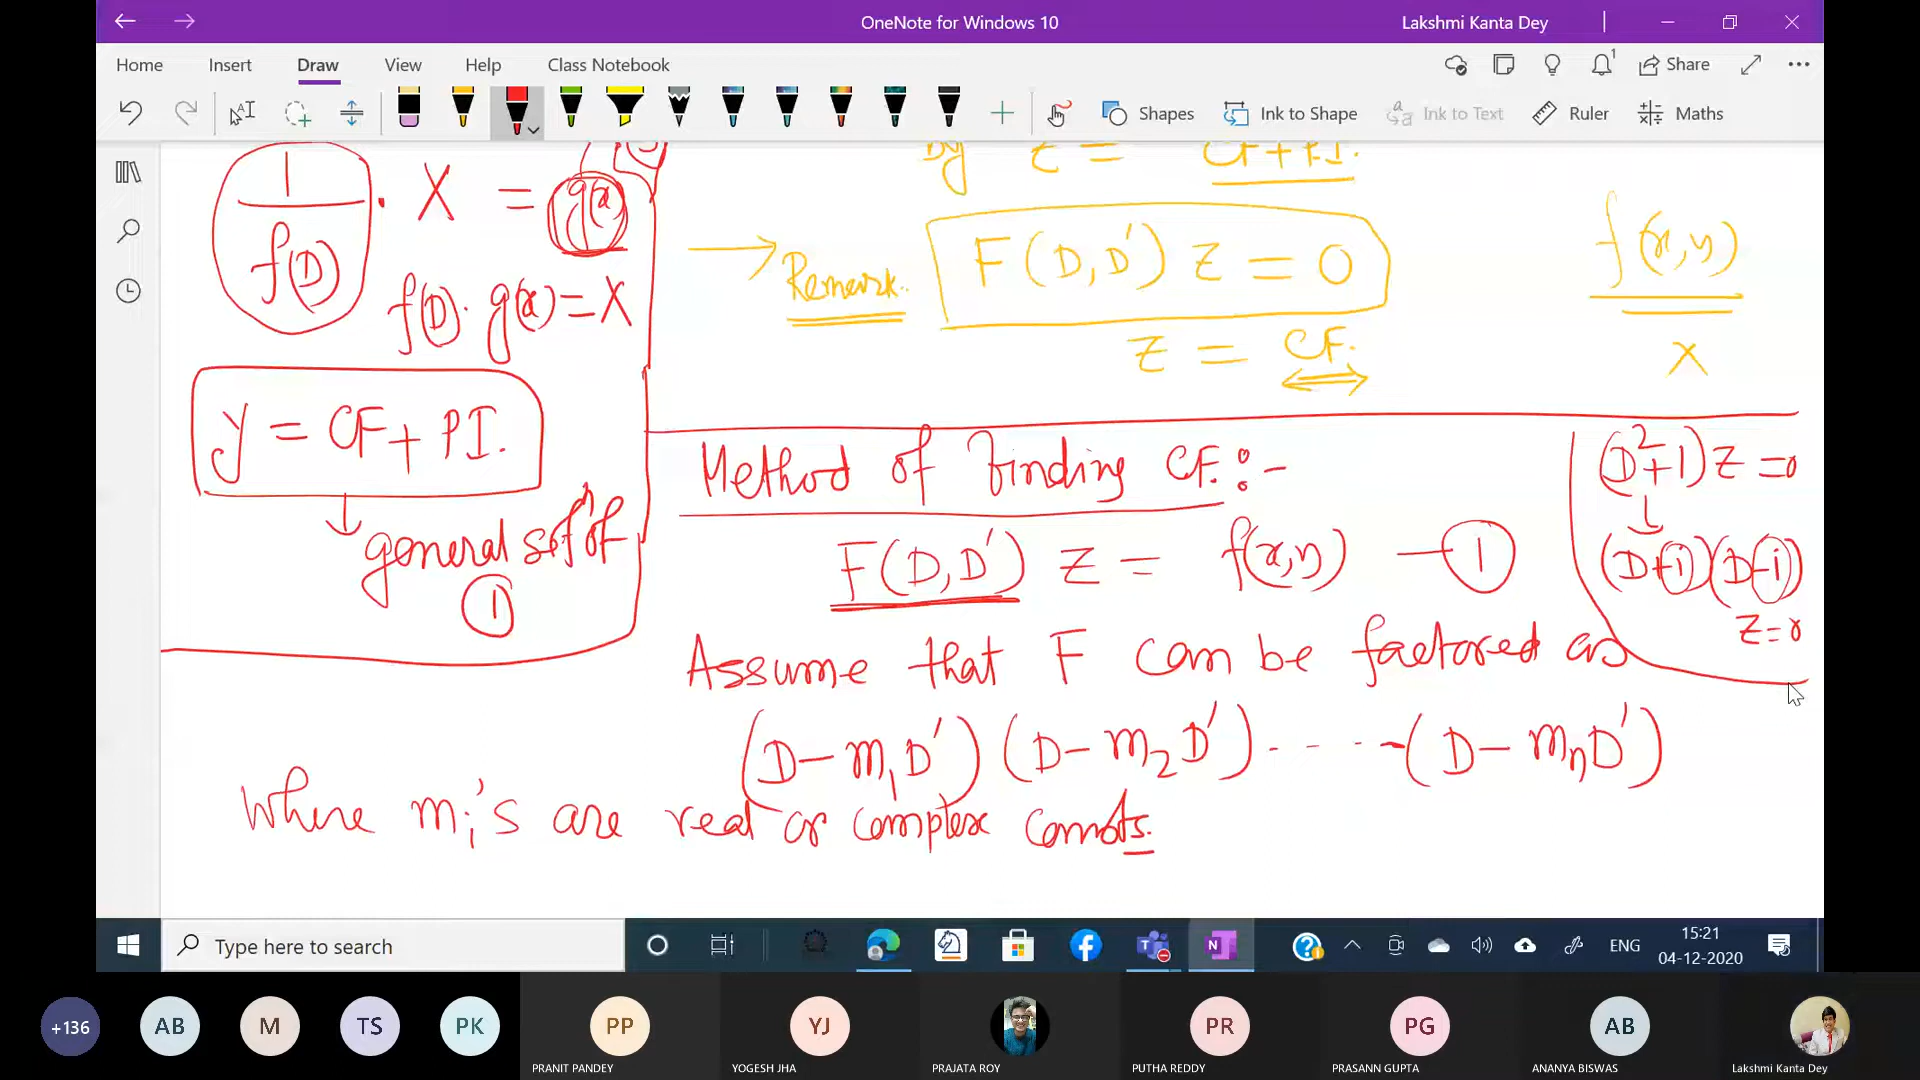 OneNote for Windows 10
Lakshmi Kanta Dey
Home Insert Draw View Help Class Notebook
1
Share
Shapes Ink to Shape Ink to Text Ruler Maths
1/f(D) · X = g(x)
f(D). g(x) = X
y = CF + PI.
general sol^n of
1
By Z = CF + P.I.
Remark. F(D, D') Z = 0
Z = CF.
f(x,y)
X
Method of finding CF. :-
F(D, D') Z = f(x,y) — 1
(D²+1) Z = 0
(D+i)(D-i)
Z=0
Assume that F can be factored as
(D - m₁D') (D - m₂D') - - - - - (D - mₙD')
Where mᵢ's are real or complex consts.
Type here to search
ENG
15:21
04-12-2020
+136 AB M TS PK PP YJ PR PG AB
PRANIT PANDEY YOGESH JHA PRAJATA ROY PUTHA REDDY PRASANN GUPTA ANANYA BISWAS Lakshmi Kanta Dey